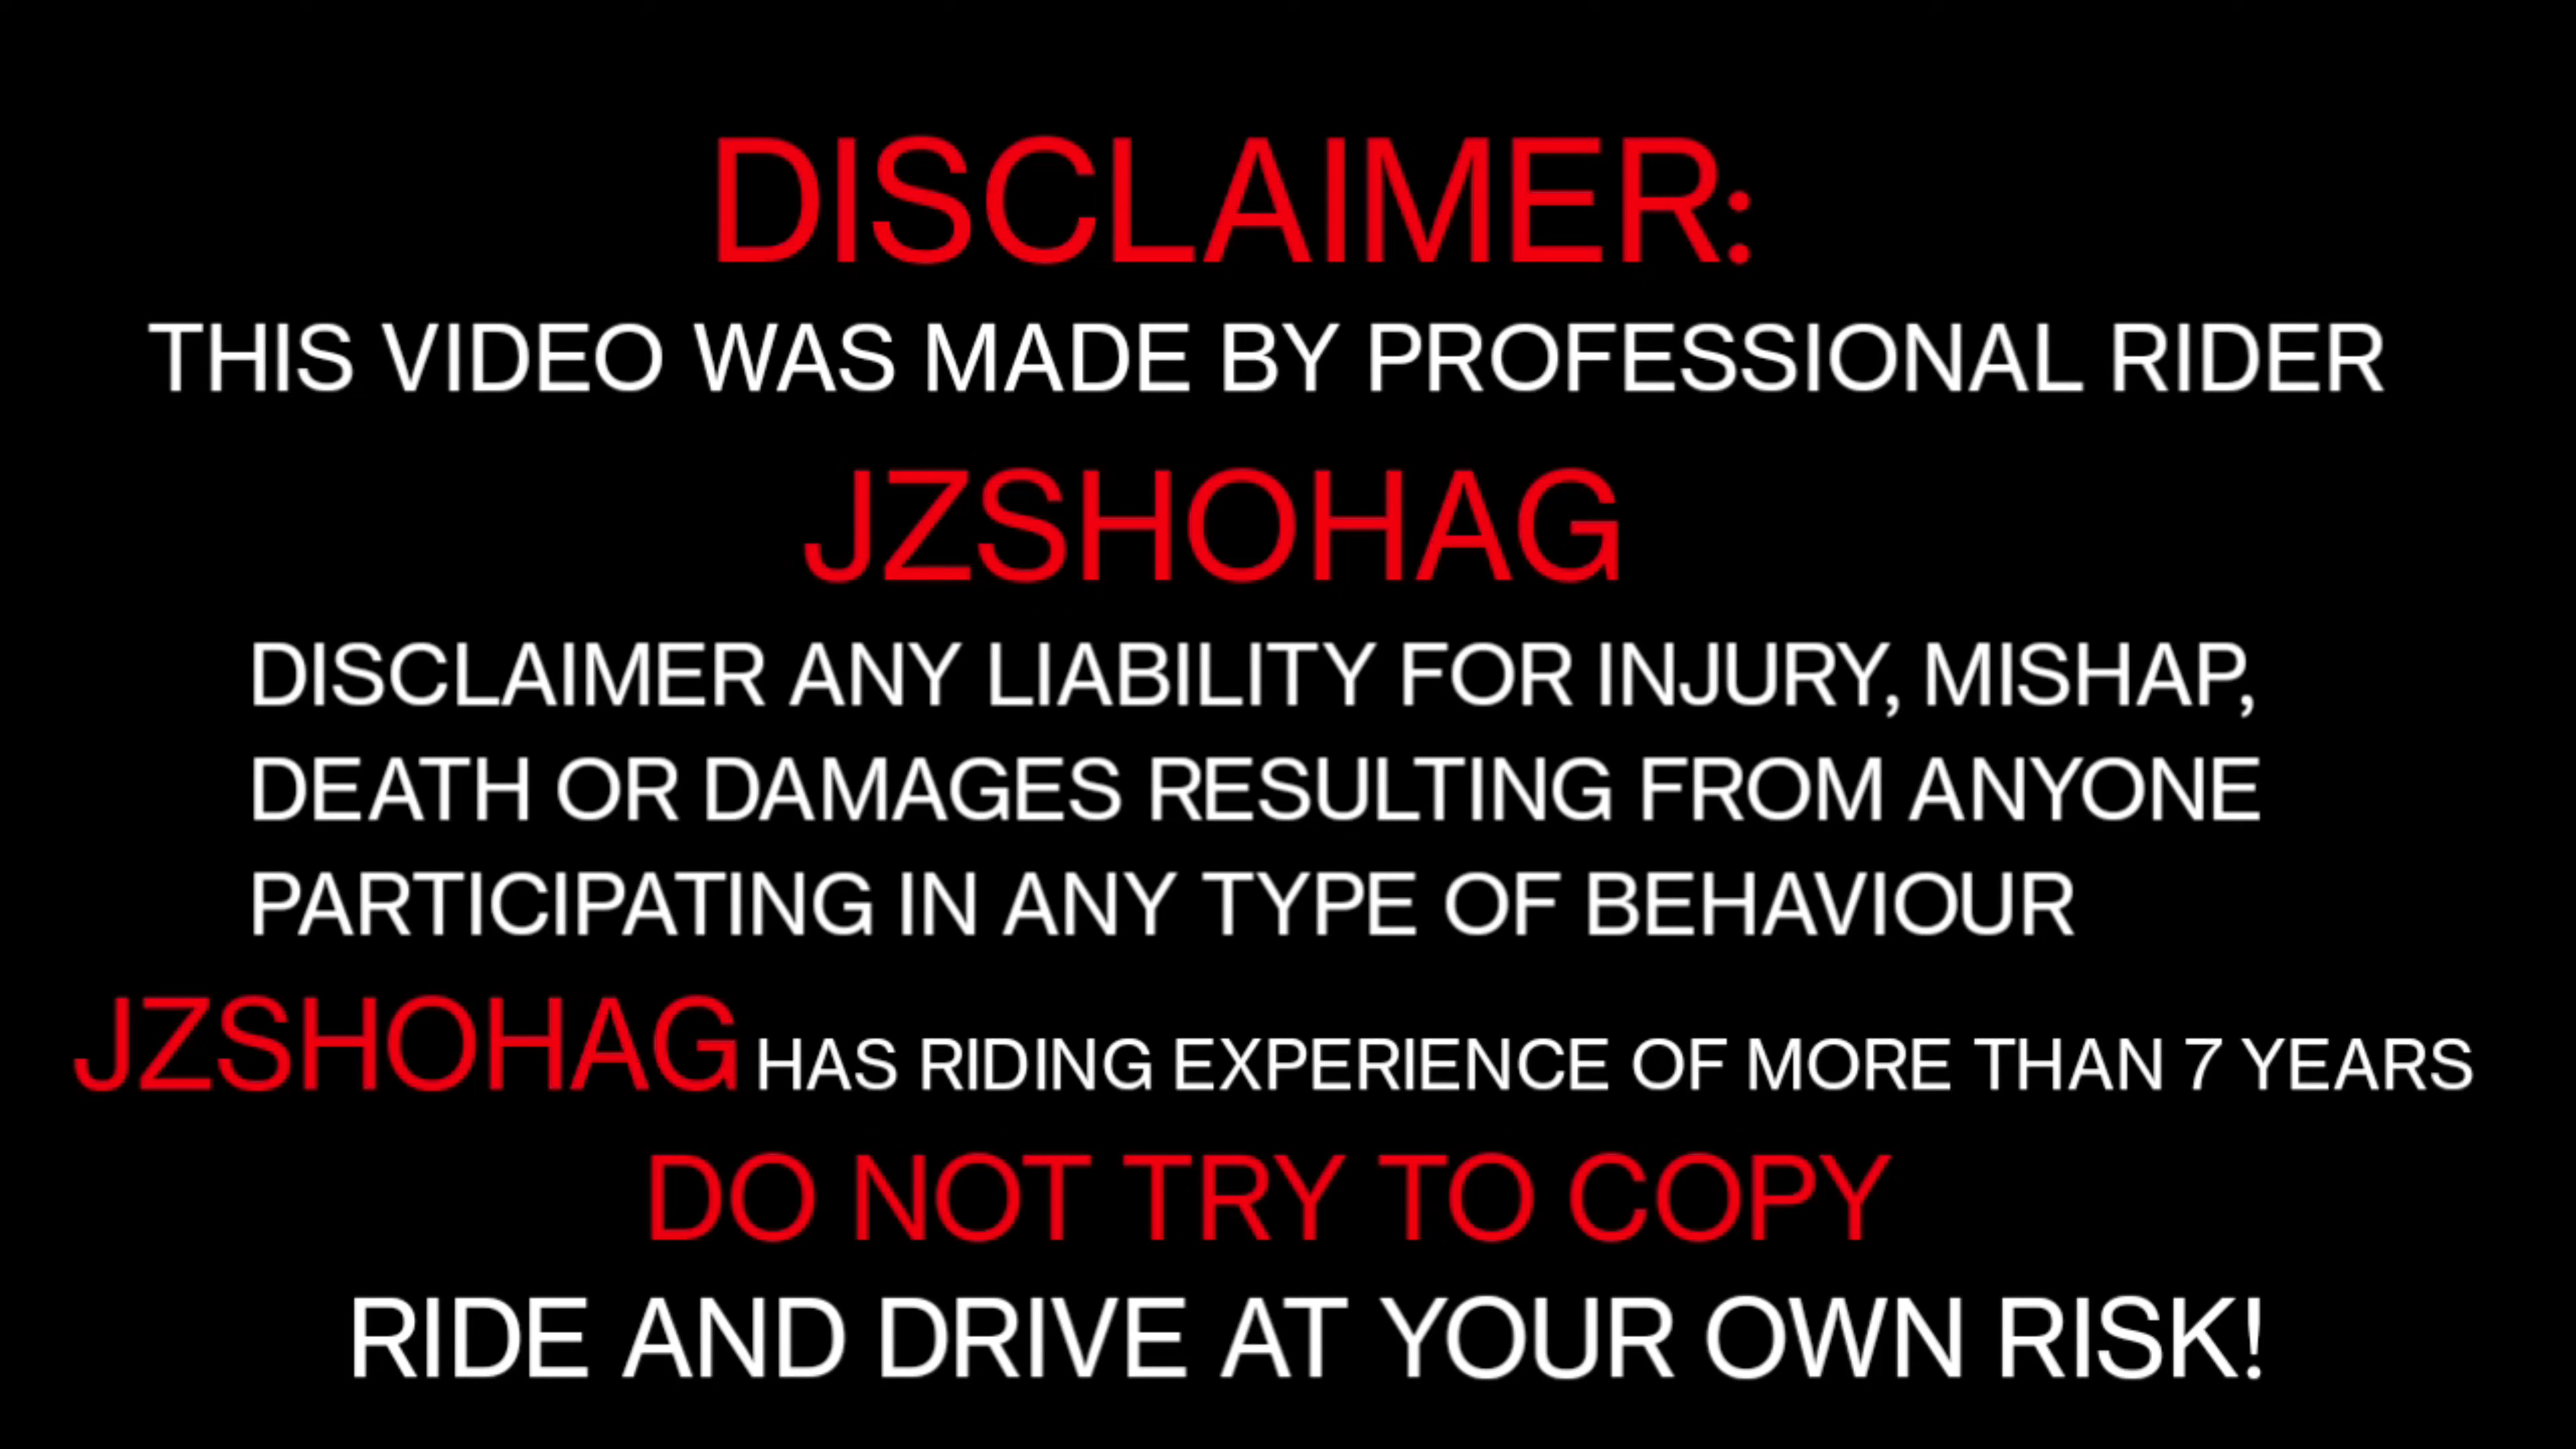 DISCLAIMER:
THIS VIDEO WAS MADE BY PROFESSIONAL RIDER
JZSHOHAG
DISCLAIMER ANY LIABILITY FOR INJURY, MISHAP,
DEATH OR DAMAGES RESULTING FROM ANYONE
PARTICIPATING IN ANY TYPE OF BEHAVIOUR
JZSHOHAG HAS RIDING EXPERIENCE OF MORE THAN 7 YEARS
DO NOT TRY TO COPY
RIDE AND DRIVE AT YOUR OWN RISK!